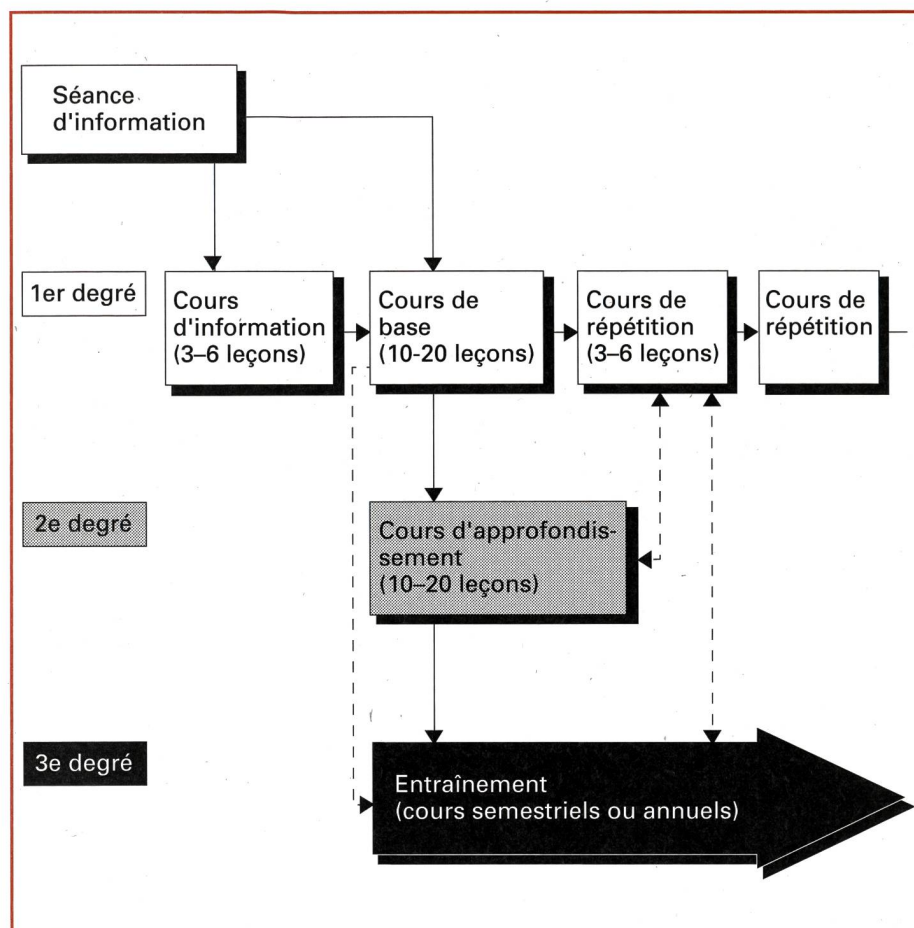 Séance
d'information
1er degré
Cours
d'information
(3–6 leçons)
Cours de
base
(10-20 leçons)
Cours de
répétition
(3–6 leçons)
Cours de
répétition
2e degré
Cours d'approfondis-
sement
(10–20 leçons)
3e degré
Entraînement
(cours semestriels ou annuels)